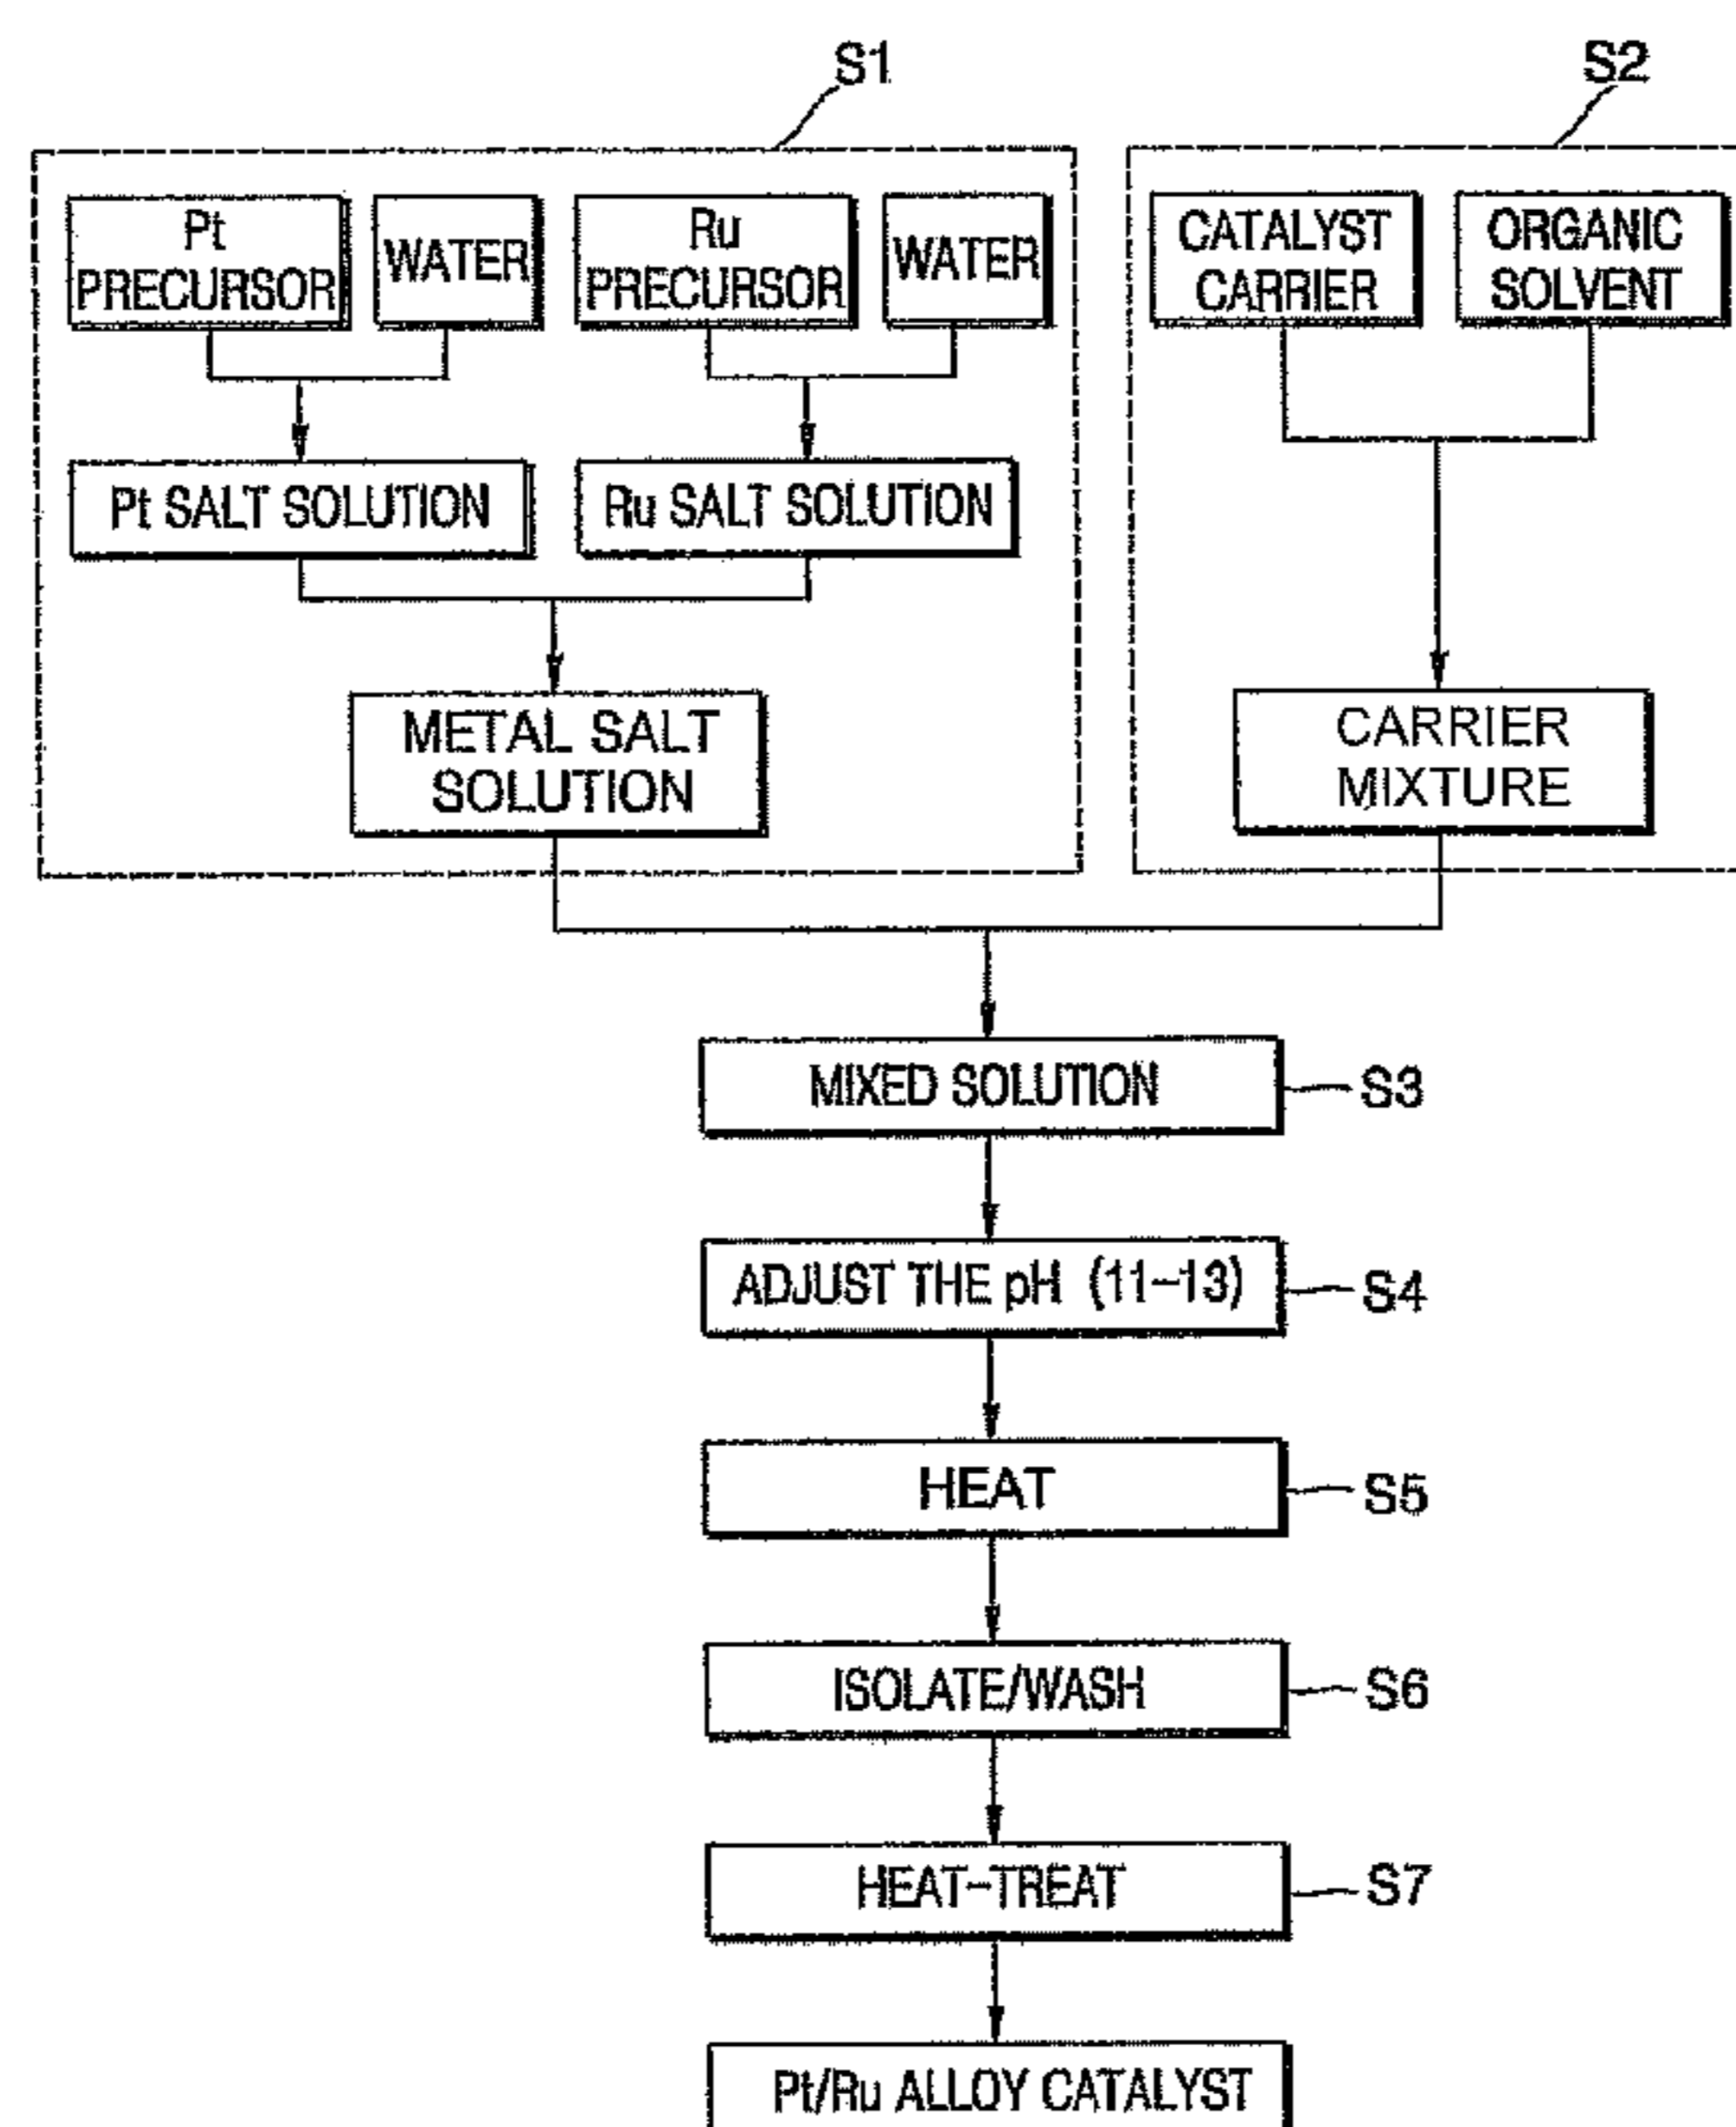 S1
S2
Pt
PRECURSOR
WATER
Ru
PRECURSOR
WATER
CATALYST
CARRIER
ORGANIC
SOLVENT
Pt SALT SOLUTION
Ru SALT SOLUTION
METAL SALT
SOLUTION
CARRIER
MIXTURE
MIXED SOLUTION
S3
ADJUST THE pH (11-13)
S4
HEAT
S5
ISOLATE/WASH
S6
HEAT-TREAT
S7
Pt/Ru ALLOY CATALYST